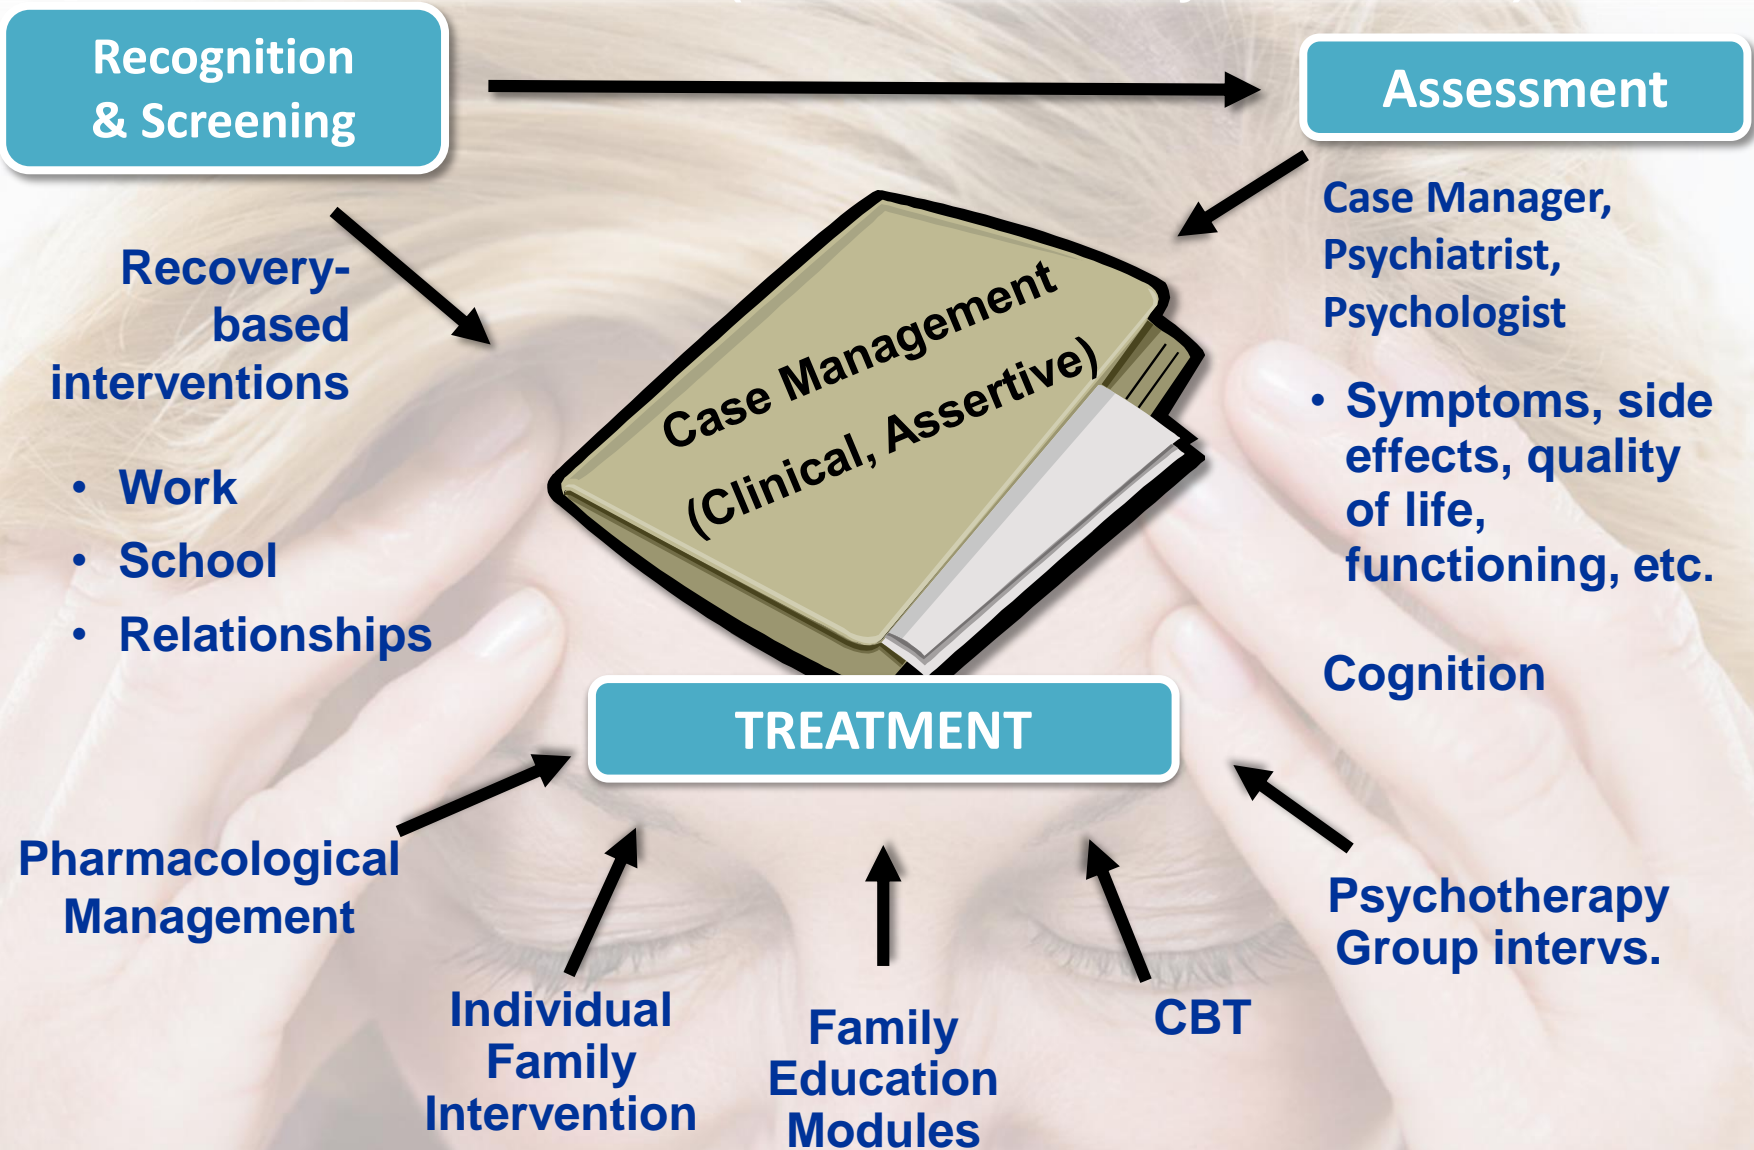 Recognition
& Screening
Assessment
Recovery-
based
interventions
• Work
• School
• Relationships
Case Management
(Clinical, Assertive)
Case Manager,
Psychiatrist,
Psychologist
• Symptoms, side
effects, quality
of life,
functioning, etc.
Cognition
TREATMENT
Pharmacological
Management
Individual
Family
Intervention
Family
Education
Modules
CBT
Psychotherapy
Group intervs.